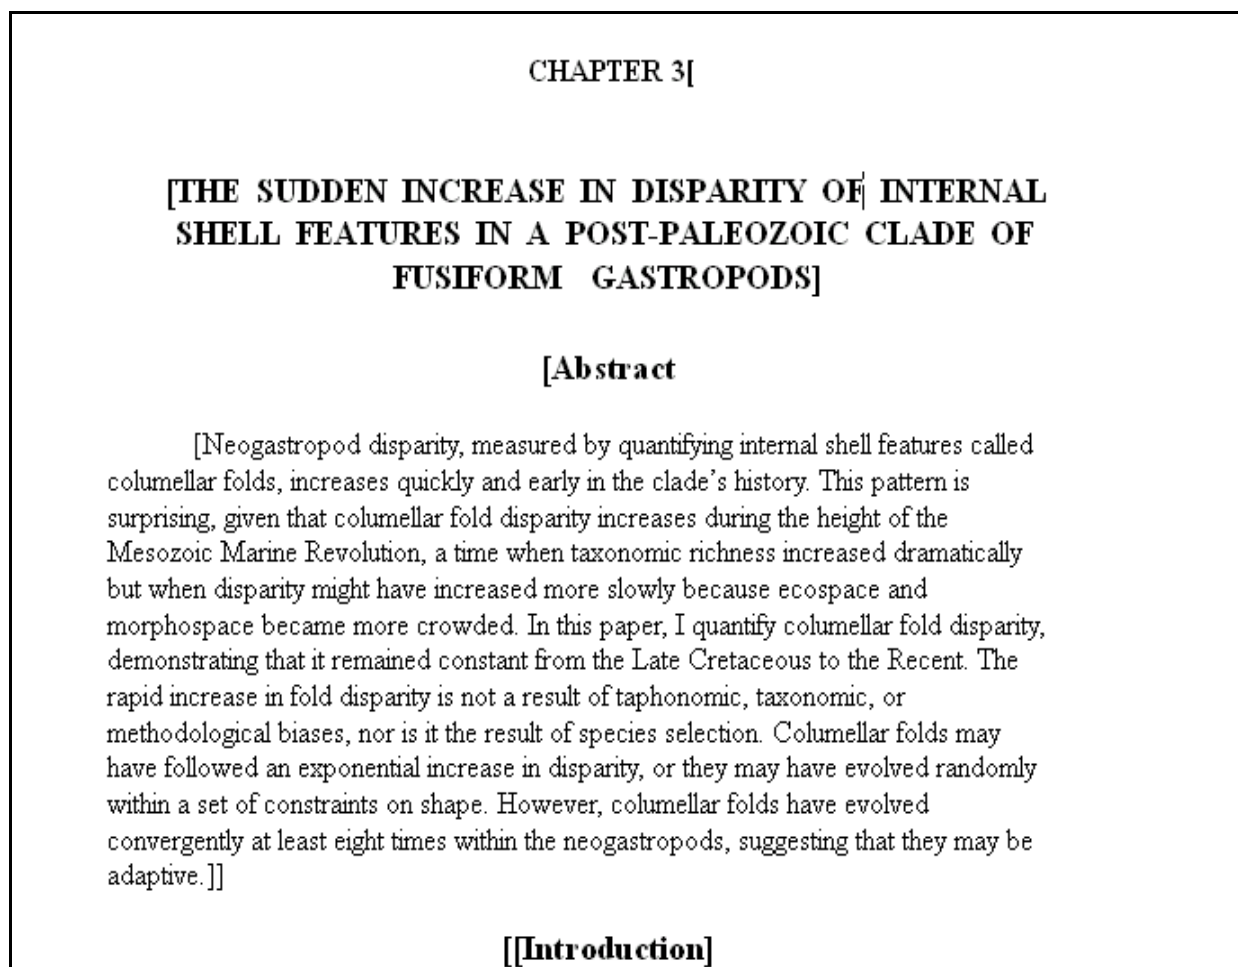 CHAPTER 3[
[THE SUDDEN INCREASE IN DISPARITY OF INTERNAL
SHELL FEATURES IN A POST-PALEOZOIC CLADE OF
FUSIFORM GASTROPODS]
[Abstract
[Neogastropod disparity, measured by quantifying internal shell features called
columellar folds, increases quickly and early in the clade’s history. This pattern is
surprising, given that columellar fold disparity increases during the height of the
Mesozoic Marine Revolution, a time when taxonomic richness increased dramatically
but when disparity might have increased more slowly because ecospace and
morphospace became more crowded. In this paper, I quantify columellar fold disparity,
demonstrating that it remained constant from the Late Cretaceous to the Recent. The
rapid increase in fold disparity is not a result of taphonomic, taxonomic, or
methodological biases, nor is it the result of species selection. Columellar folds may
have followed an exponential increase in disparity, or they may have evolved randomly
within a set of constraints on shape. However, columellar folds have evolved
convergently at least eight times within the neogastropods, suggesting that they may be
adaptive.]]
[[Introduction]